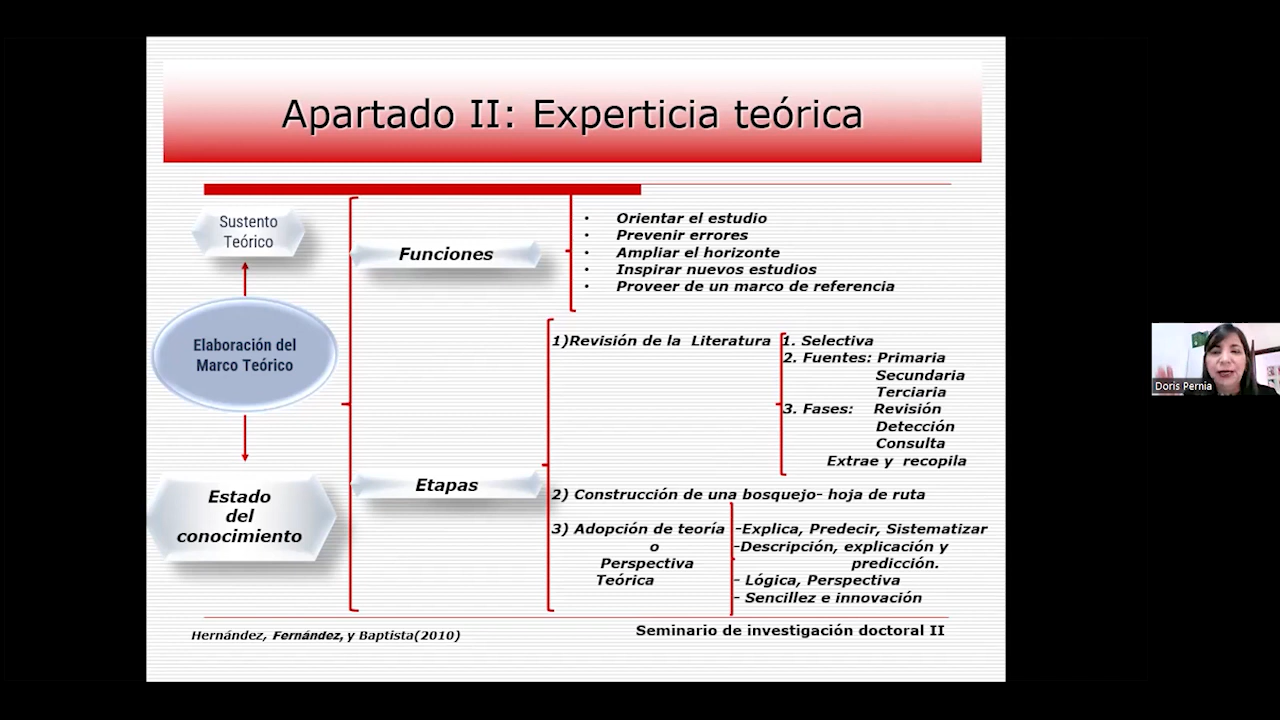 Apartado II: Experticia teórica
Sustento
Teórico
Elaboración del
Marco Teórico
Estado
del
conocimiento
Funciones
• Orientar el estudio
• Prevenir errores
• Ampliar el horizonte
• Inspirar nuevos estudios
• Proveer de un marco de referencia
Etapas
1)Revisión de la Literatura
1. Selectiva
2. Fuentes: Primaria
Secundaria
Terciaria
3. Fases: Revisión
Detección
Consulta
Extrae y recopila
2) Construcción de una bosquejo- hoja de ruta
3) Adopción de teoría
o
Perspectiva
Teórica
-Explica, Predecir, Sistematizar
-Descripción, explicación y
predicción.
- Lógica, Perspectiva
- Sencillez e innovación
Hernández, Fernández, y Baptista(2010)
Seminario de investigación doctoral II
Doris Pernía